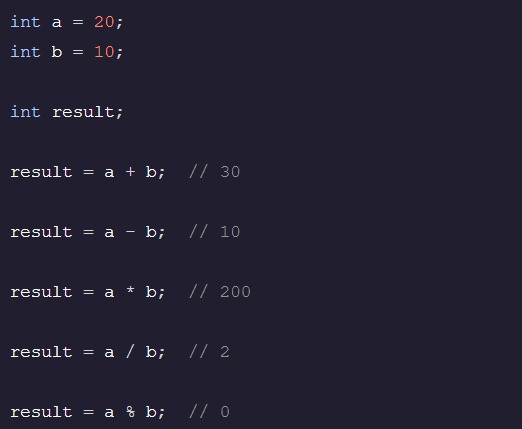 int a = 20;
int b = 10;
int result;
result = a + b;  // 30
result = a - b;  // 10
result = a * b;  // 200
result = a / b;  // 2
result = a % b;  // 0